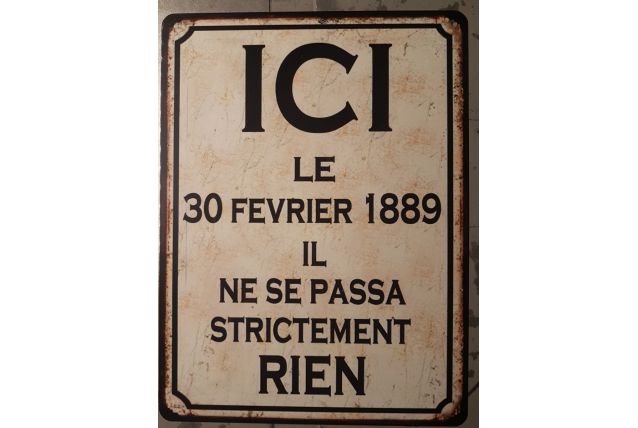 ICI
LE
30 FEVRIER 1889
IL
NE SE PASSA
STRICTEMENT
RIEN